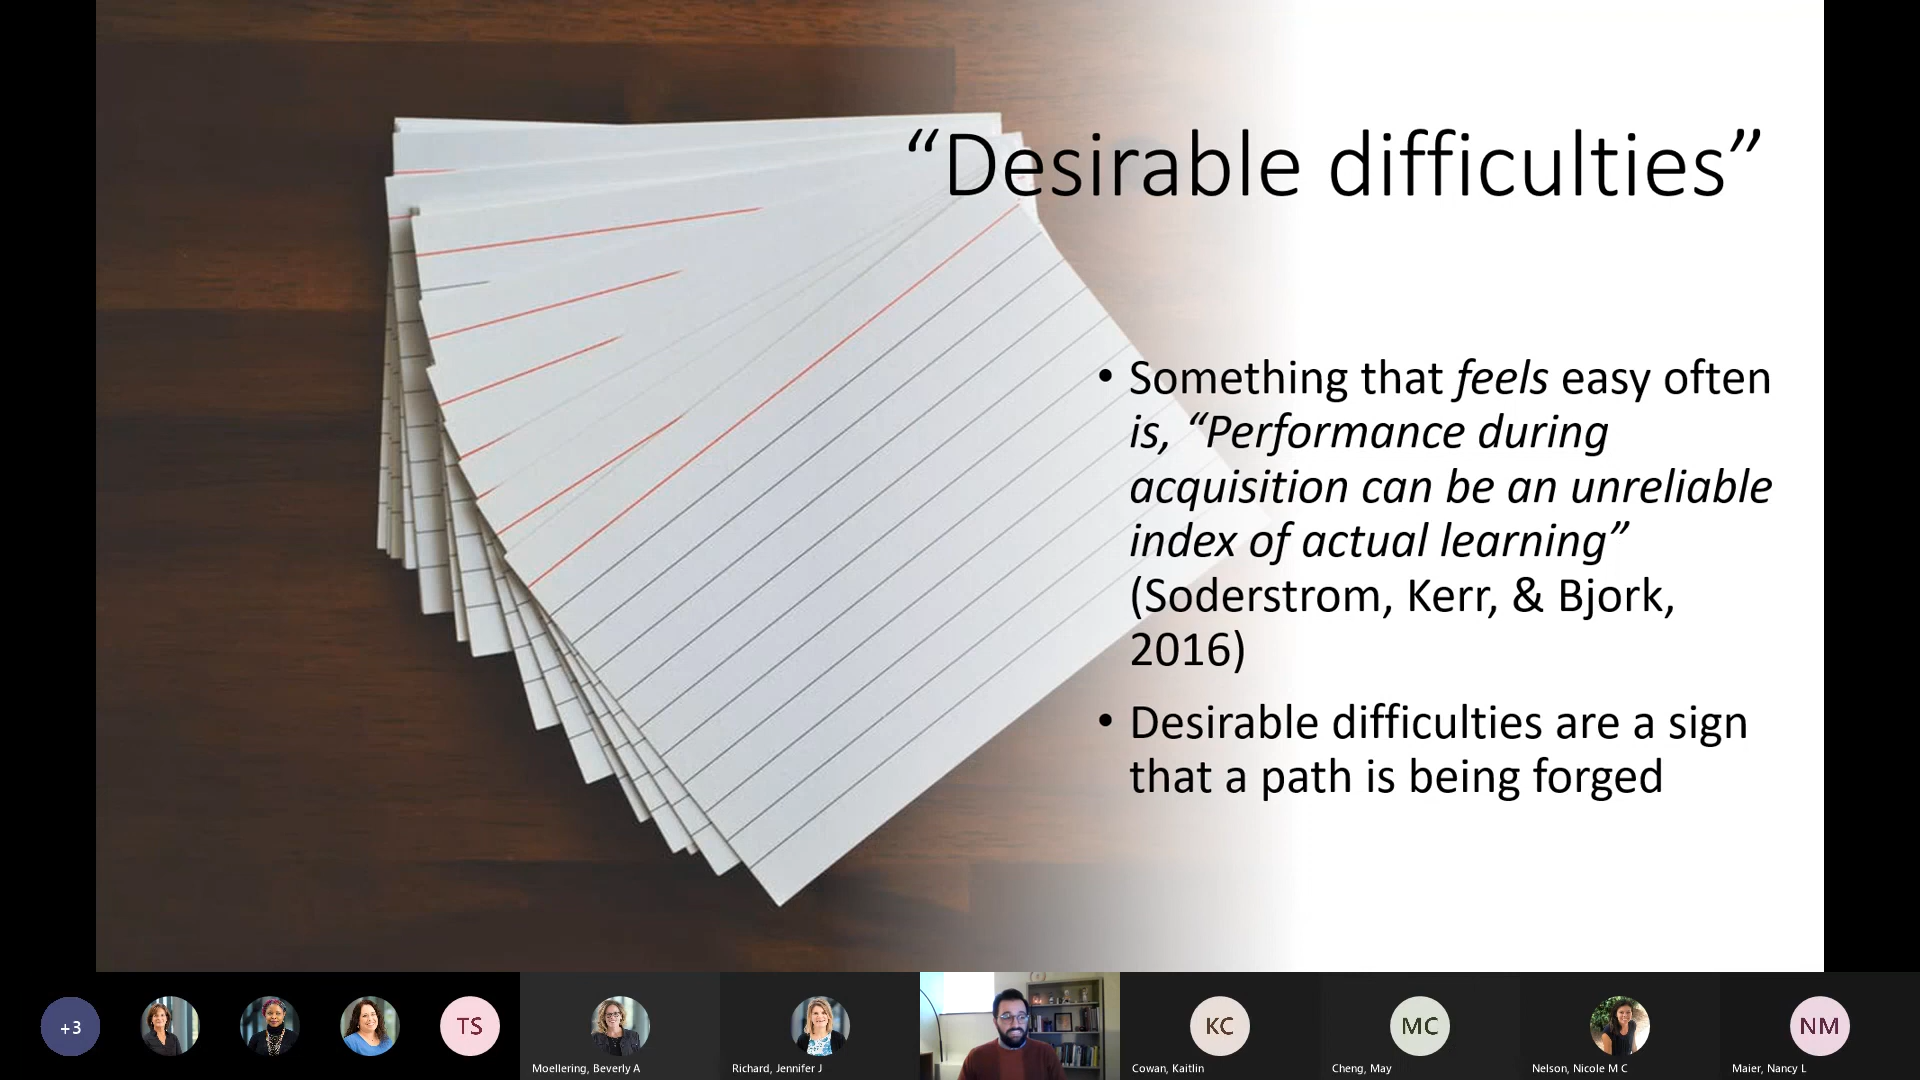 “Desirable difficulties”
• Something that feels easy often
is, “Performance during
acquisition can be an unreliable
index of actual learning”
(Soderstrom, Kerr, & Bjork,
2016)
• Desirable difficulties are a sign
that a path is being forged
+3
TS
Moellering, Beverly A
Richard, Jennifer J
KC
Cowan, Kaitlin
MC
Cheng, May
Nelson, Nicole M C
NM
Maier, Nancy L